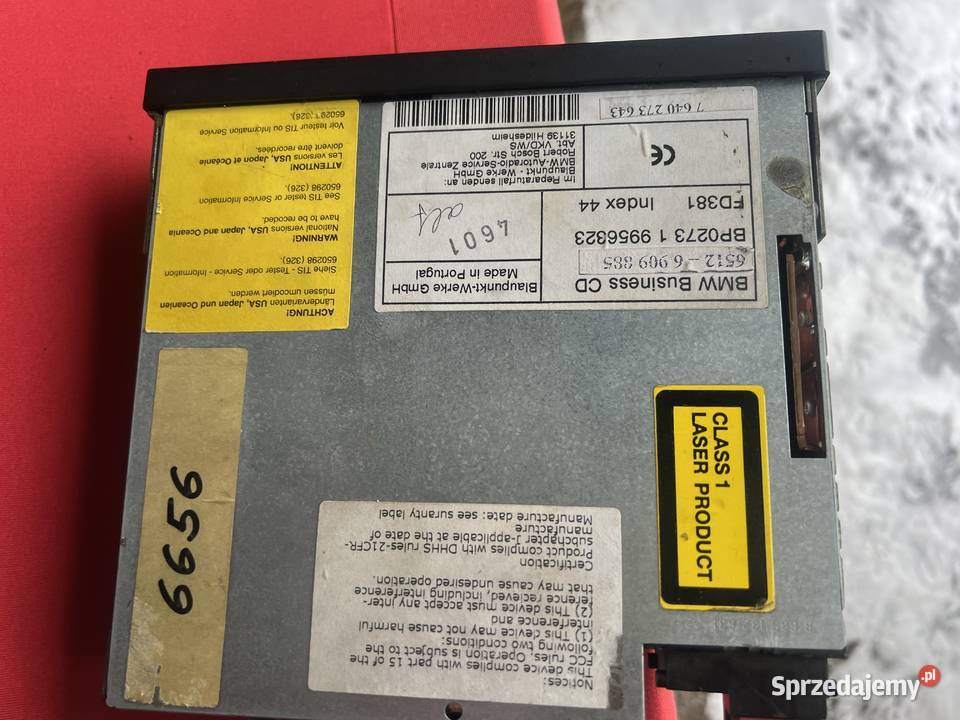 BMW Business CD
6512 – 6 909 885
BP0273 1 9956823
FD381 Index 44
Blaupunkt-Werke GmbH
Made in Portugal
4601
Im Reparaturfall senden an:
Blaupunkt - Werke GmbH
BMW-Autoradio-Service Zentrale
Robert Bosch Str. 200
Abt. VKD/WS
31139 Hildesheim
CE
7 640 273 643
ACHTUNG!
Ländervarianten USA, Japan und Ozeanien
müssen umcodiert werden.
Siehe TIS - Tester oder Service - Information
650298 (326).
WARNING!
National versions USA, Japan and Oceania
have to be recoded.
See TIS tester or Service Information
650298 (326).
ATTENTION!
Les versions USA, Japon et Océanie
doivent être recodées.
Voir testeur TIS ou Information Service
650298 (326).
6656
CLASS 1
LASER PRODUCT
Notices:
This device complies with part 15 of the
FCC rules. Operation is subject to the
following two conditions:
(1) This device may not cause harmful
interference and
(2) This device must accept any inter-
ference recieved, including interference
that may cause undesired operation.
Certification
Product complies with DHHS rules-21CFR-
subchapter J-applicable at the date of
manufacture
Manufacture date: see suranty label
Sprzedajemy.pl